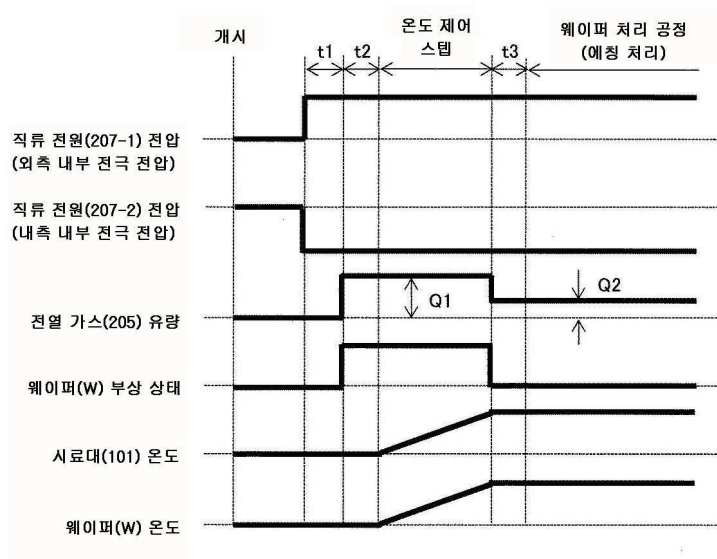 개시
t1
t2
온도 제어
스텝
t3
웨이퍼 처리 공정
(에칭 처리)
직류 전원(207-1) 전압
(외측 내부 전극 전압)
직류 전원(207-2) 전압
(내측 내부 전극 전압)
Q1
Q2
전열 가스(205) 유량
웨이퍼(W) 부상 상태
시료대(101) 온도
웨이퍼(W) 온도